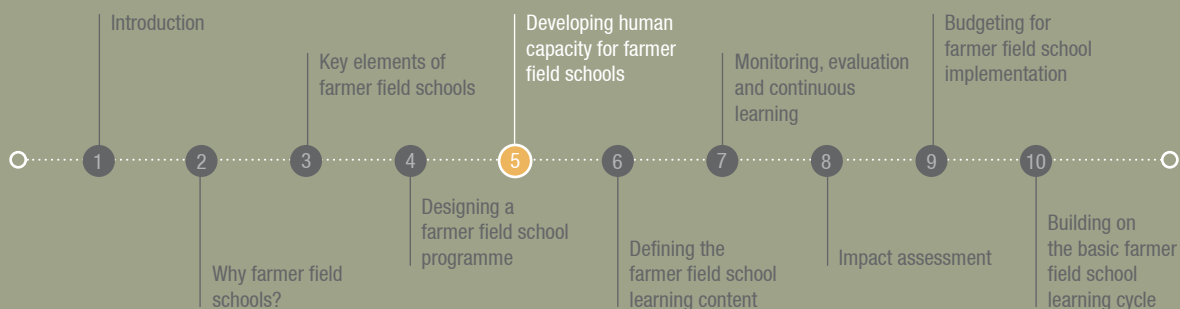 Introduction
Key elements of
farmer field schools
Developing human
capacity for farmer
field schools
Monitoring, evaluation
and continuous
learning
Budgeting for
farmer field school
implementation
1
2
3
4
5
6
7
8
9
10
Why farmer field
schools?
Designing a
farmer field school
programme
Defining the
farmer field school
learning content
Impact assessment
Building on
the basic farmer
field school
learning cycle